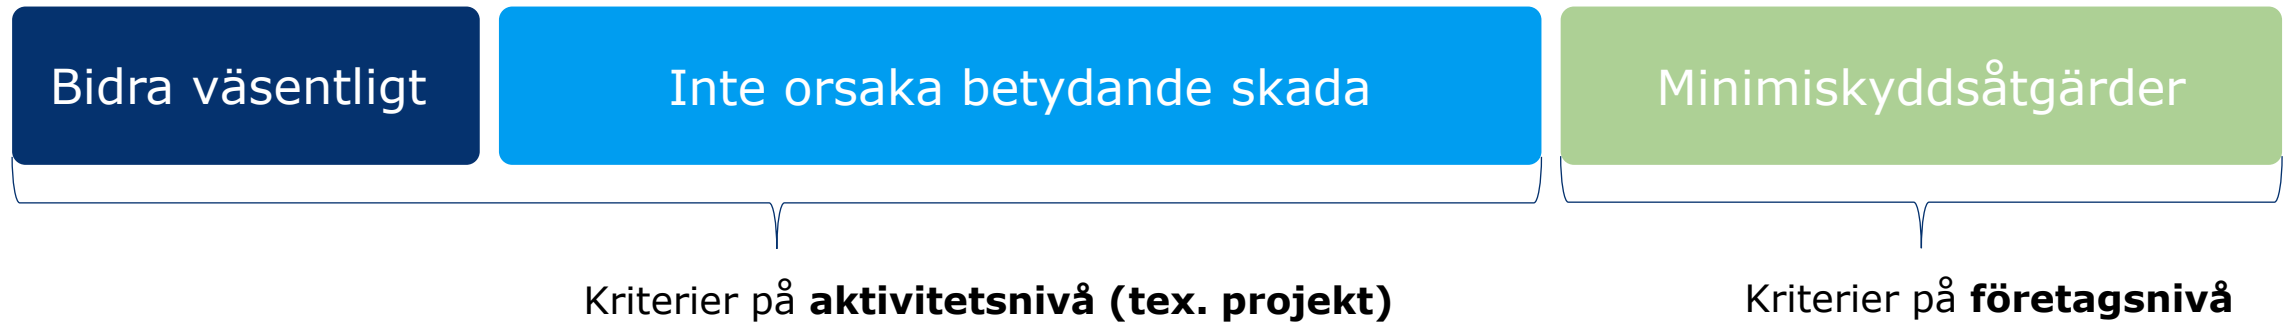 Bidra väsentligt
Inte orsaka betydande skada
Minimiskyddsåtgärder
Kriterier på aktivitetsnivå (tex. projekt)
Kriterier på företagsnivå